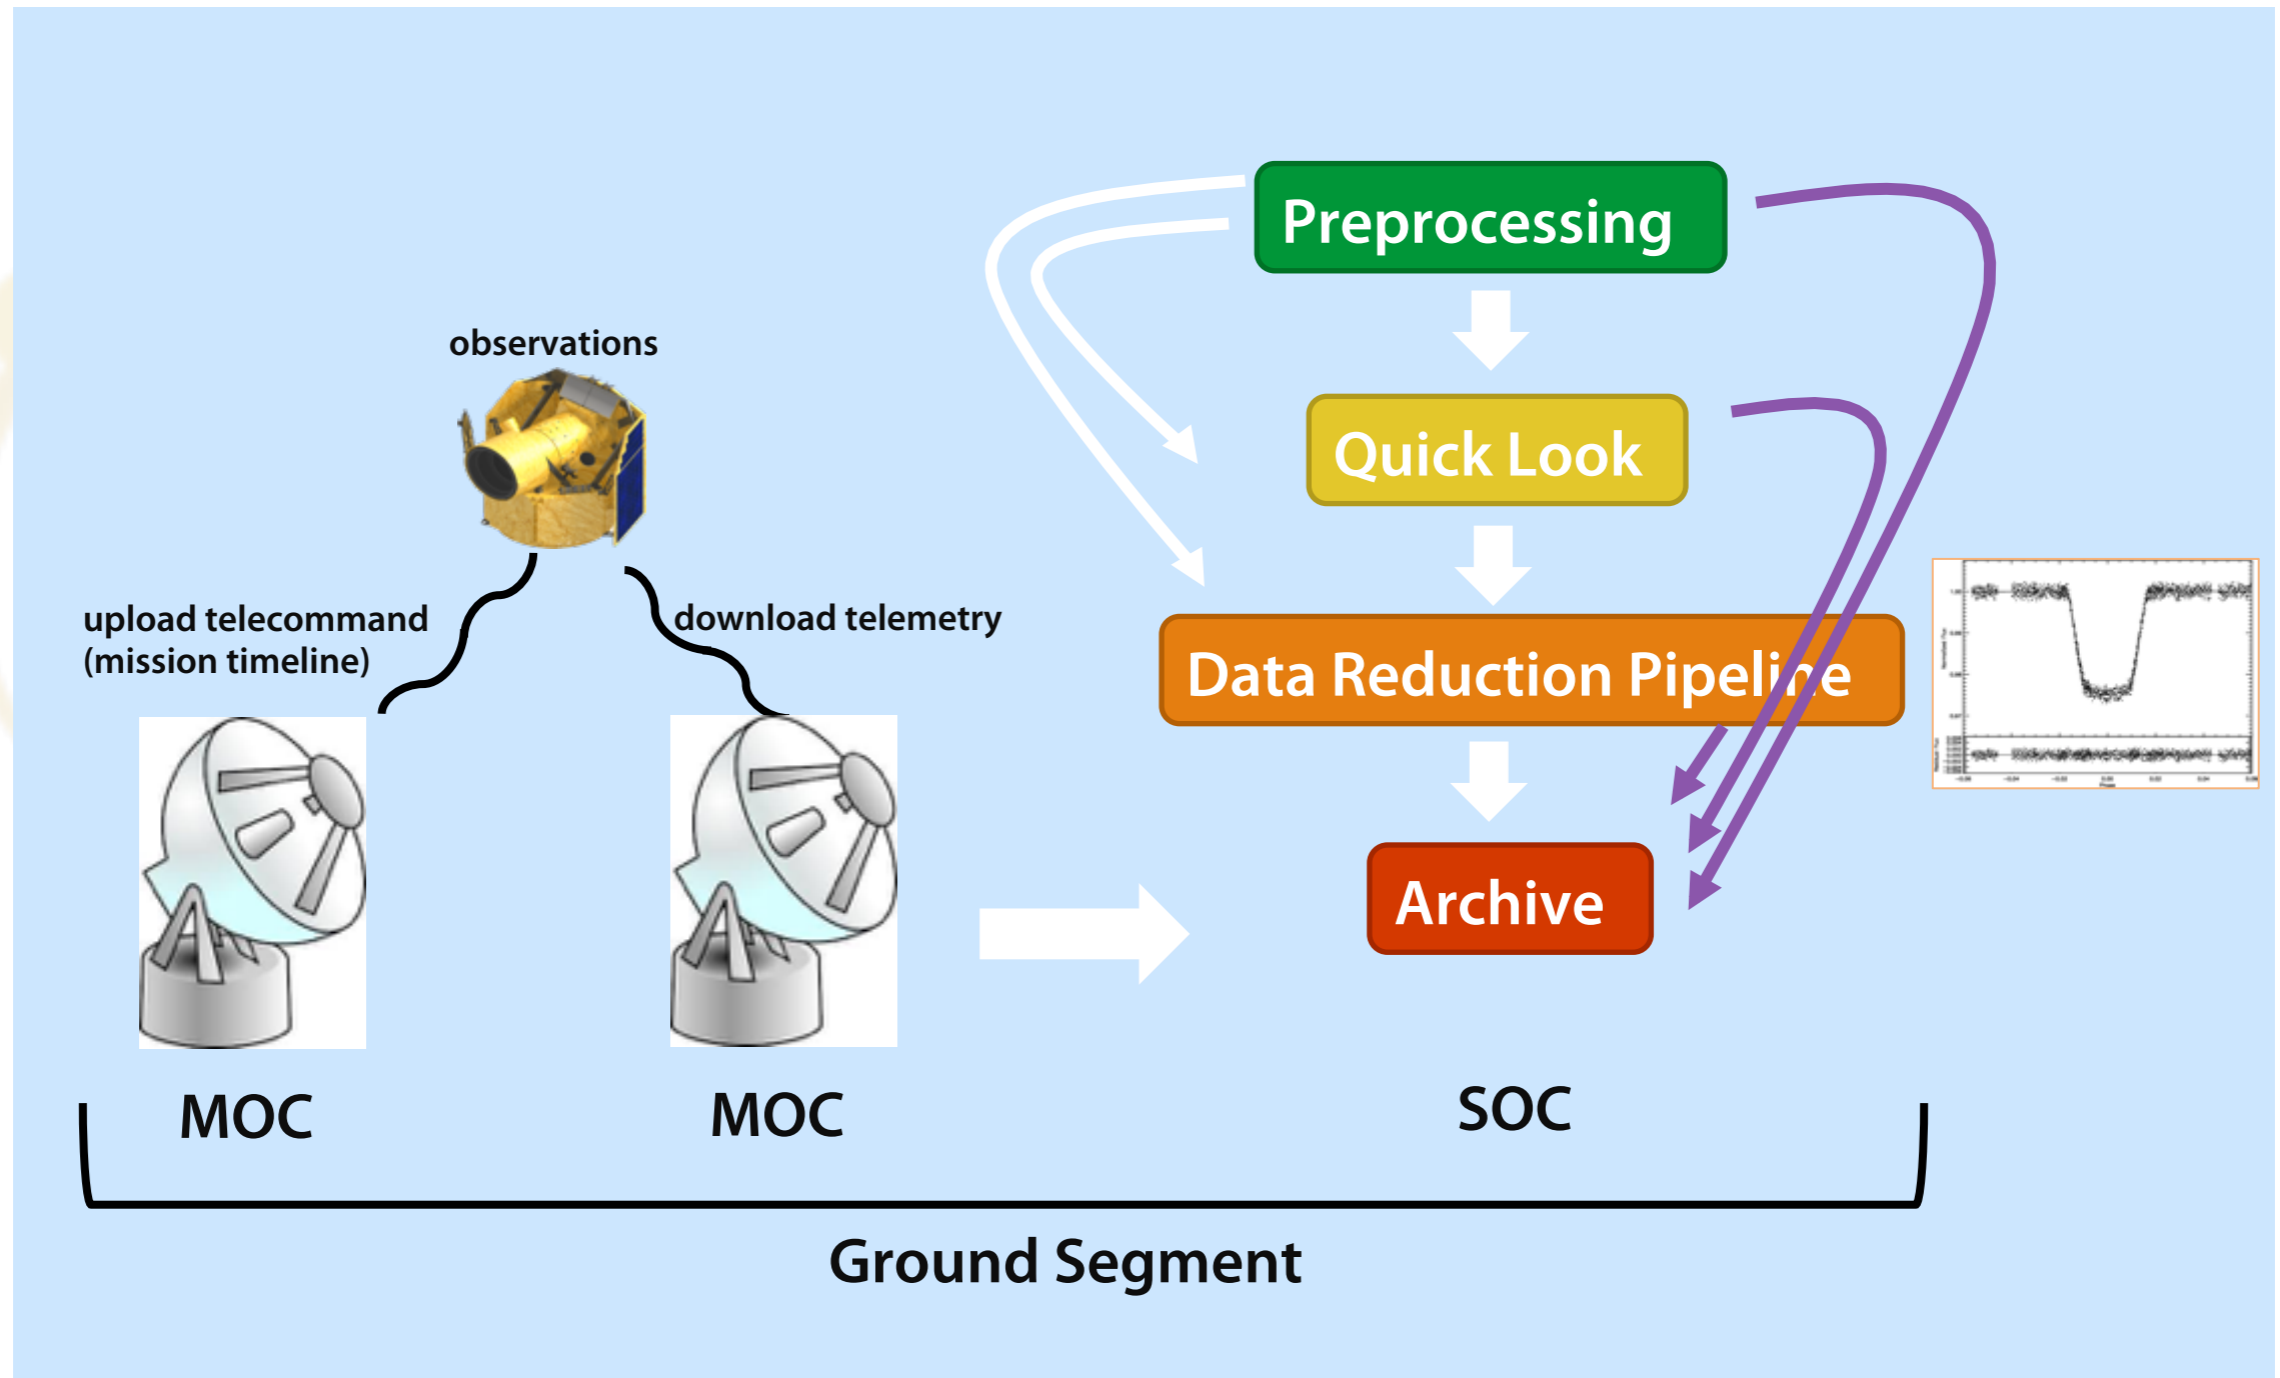 Preprocessing
observations
Quick Look
upload telecommand
(mission timeline)
download telemetry
Data Reduction Pipeline
Archive
MOC
MOC
SOC
Ground Segment